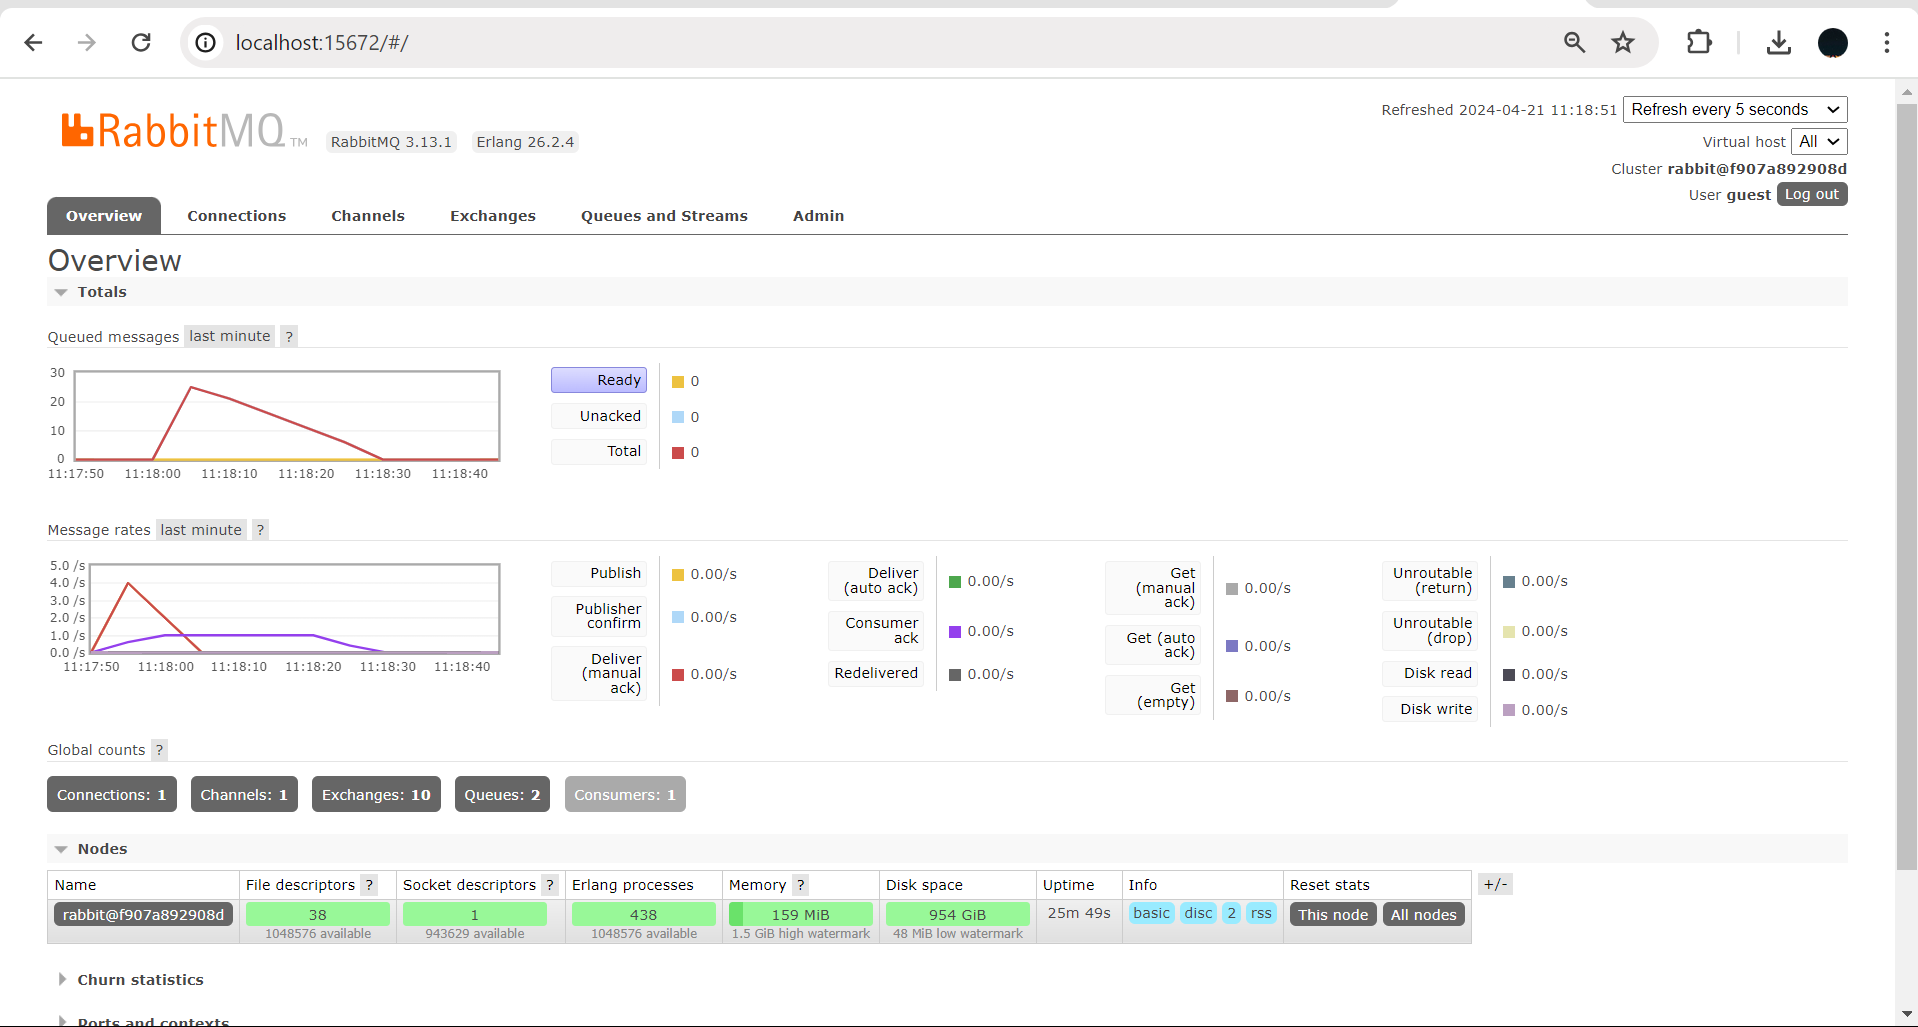 localhost:15672/#/
RabbitMQ TM RabbitMQ 3.13.1 Erlang 26.2.4
Refreshed 2024-04-21 11:18:51 Refresh every 5 seconds
Virtual host All
Cluster rabbit@f907a892908d
User guest Log out
Overview Connections Channels Exchanges Queues and Streams Admin
Overview
Totals
Queued messages last minute ?
30
20
10
0
11:17:50 11:18:00 11:18:10 11:18:20 11:18:30 11:18:40
Ready 0
Unacked 0
Total 0
Message rates last minute ?
5.0 /s
4.0 /s
3.0 /s
2.0 /s
1.0 /s
0.0 /s
11:17:50 11:18:00 11:18:10 11:18:20 11:18:30 11:18:40
Publish 0.00/s
Publisher
confirm 0.00/s
Deliver
(manual
ack) 0.00/s
Deliver
(auto ack) 0.00/s
Consumer
ack 0.00/s
Redelivered 0.00/s
Get
(manual
ack) 0.00/s
Get (auto
ack) 0.00/s
Get
(empty) 0.00/s
Unroutable
(return) 0.00/s
Unroutable
(drop) 0.00/s
Disk read 0.00/s
Disk write 0.00/s
Global counts ?
Connections: 1 Channels: 1 Exchanges: 10 Queues: 2 Consumers: 1
Nodes
Name File descriptors ? Socket descriptors ? Erlang processes Memory ? Disk space Uptime Info Reset stats +/-
rabbit@f907a892908d 38 1 438 159 MiB 954 GiB 25m 49s basic disc 2 rss This node All nodes
1048576 available 943629 available 1048576 available 1.5 GiB high watermark 48 MiB low watermark
Churn statistics
Ports and contexts